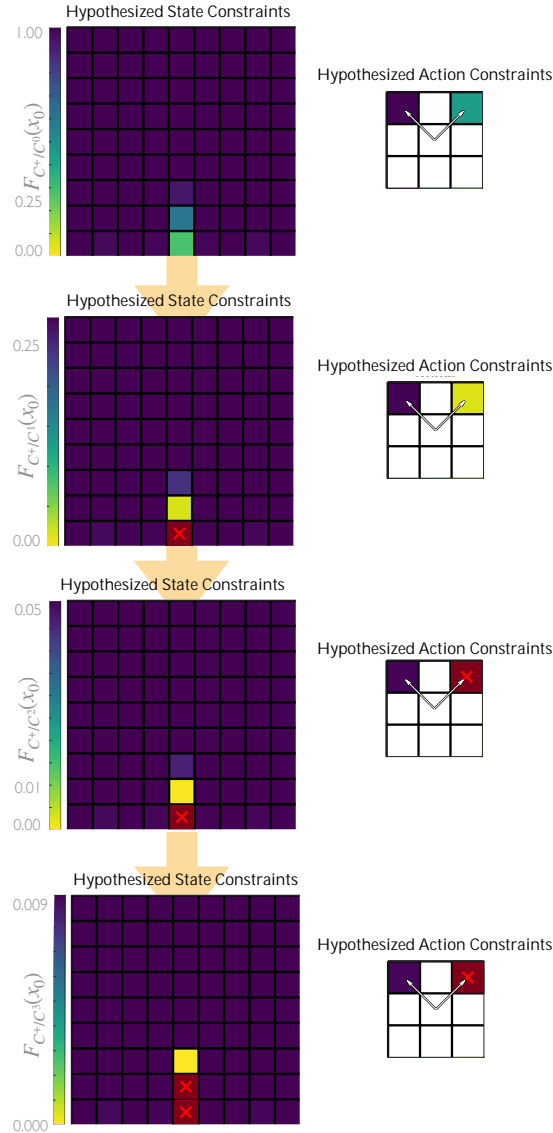 Hypothesized State Constraints
1.00
F_{C^+/C^0}(x_0)
0.25
0.00
Hypothesized Action Constraints
Hypothesized State Constraints
0.25
F_{C^+/C^1}(x_0)
0.00
Hypothesized Action Constraints
×
Hypothesized State Constraints
0.05
F_{C^+/C^2}(x_0)
0.01
0.00
Hypothesized Action Constraints
×
×
Hypothesized State Constraints
0.009
F_{C^+/C^3}(x_0)
0.000
Hypothesized Action Constraints
×
×
×